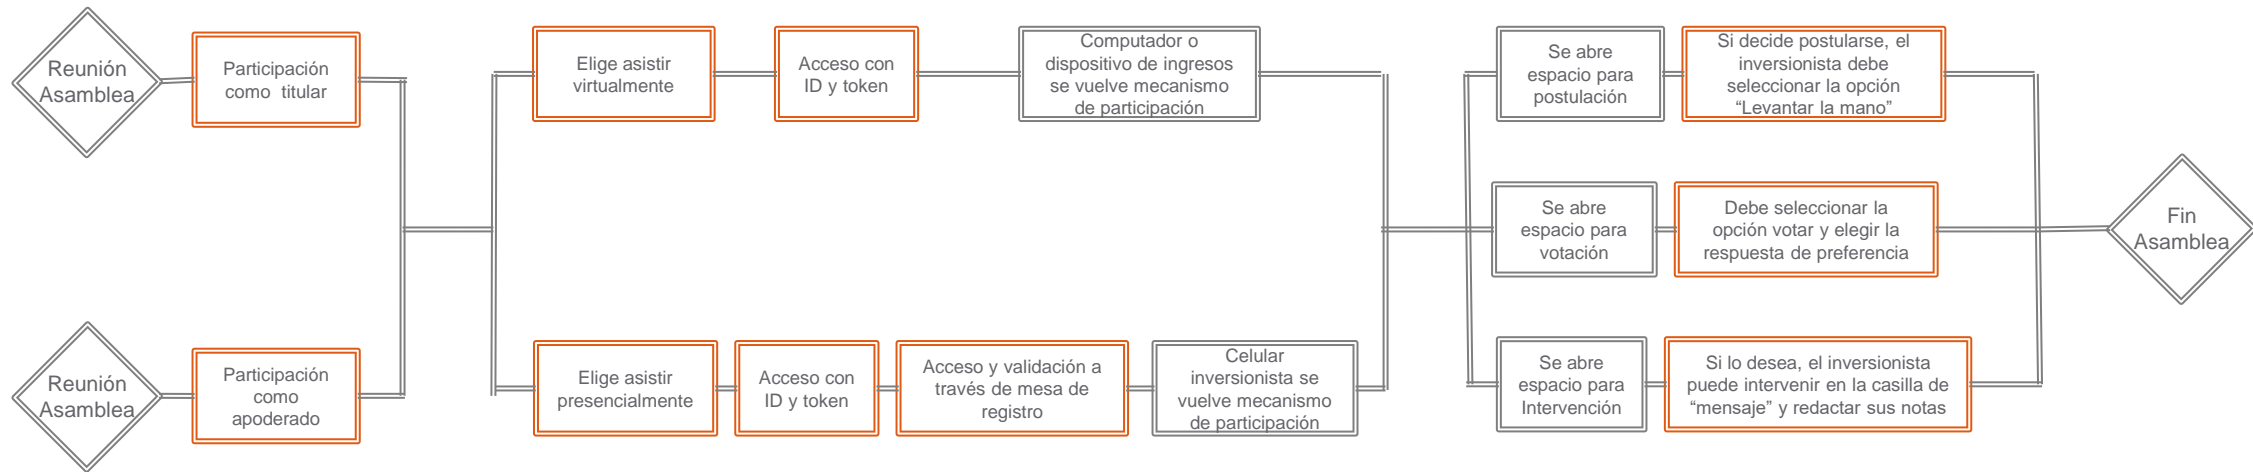 Reunión
Asamblea
Participación
como titular
Elige asistir
virtualmente
Acceso con
ID y token
Computador o
dispositivo de ingresos
se vuelve mecanismo
de participación
Se abre
espacio para
postulación
Si decide postularse, el
inversionista debe
seleccionar la opción
“Levantar la mano”
Se abre
espacio para
votación
Debe seleccionar la
opción votar y elegir la
respuesta de preferencia
Fin
Asamblea
Reunión
Asamblea
Participación
como
apoderado
Elige asistir
presencialmente
Acceso con
ID y token
Acceso y validación a
través de mesa de
registro
Celular
inversionista se
vuelve mecanismo
de participación
Se abre
espacio para
Intervención
Si lo desea, el inversionista
puede intervenir en la casilla de
“mensaje” y redactar sus notas